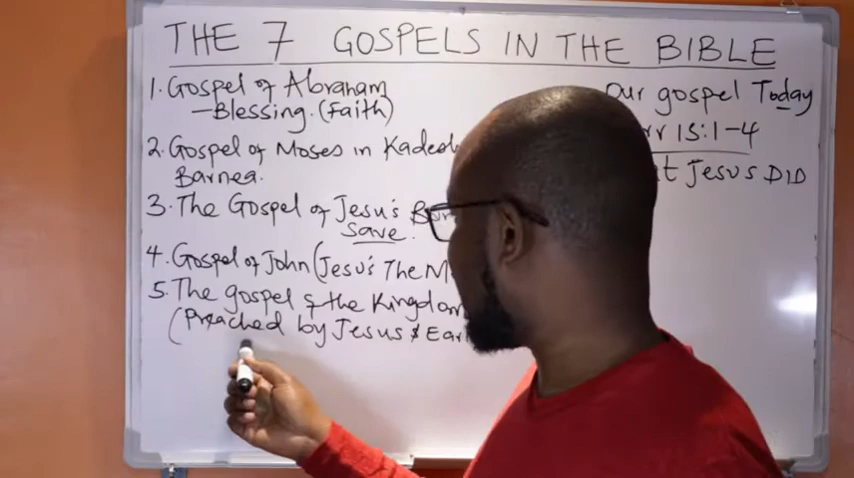 THE 7 GOSPELS IN THE BIBLE
1. Gospel of Abraham
– Blessing. (Faith)
2. Gospel of Moses in Kadesh
Barnea.
3. The Gospel of Jesus's
Save.
4. Gospel of John (Jesus's The
5. The gospel of the Kingdom
(Preached by Jesus &
Our gospel Today
15:1-4
Jesus DID